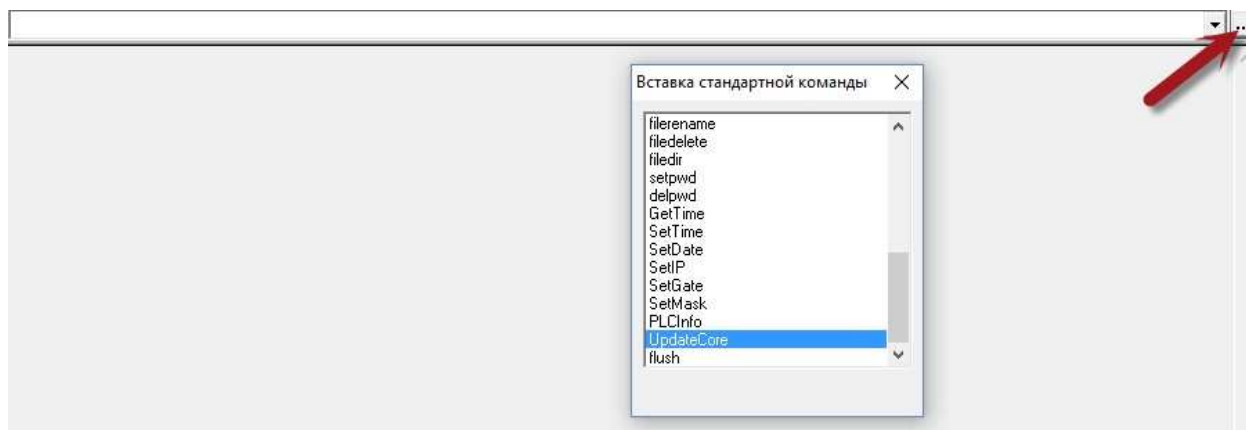 ...
Вставка стандартной команды
filerename
filedelete
filedir
setpwd
delpwd
GetTime
SetTime
SetDate
SetIP
SetGate
SetMask
PLCInfo
UpdateCore
flush